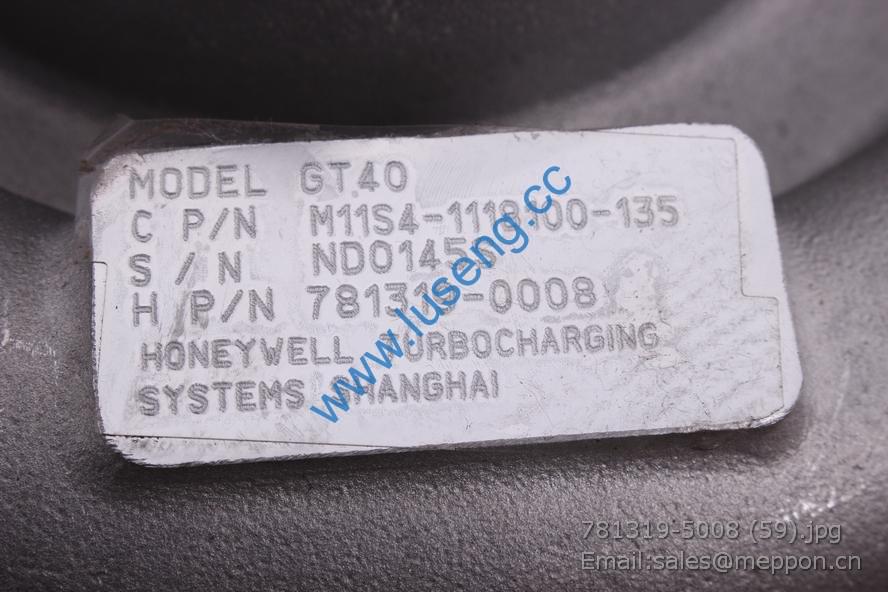 MODEL GT40
C P/N M11S4-1118100-135
S / N
H P/N 781319-0008
HONEYWELL TURBOCHARGING
SYSTEMS SHANGHAI
www.luseng.cc
781319-5008 (59).jpg
Email:sales@meppon.cn